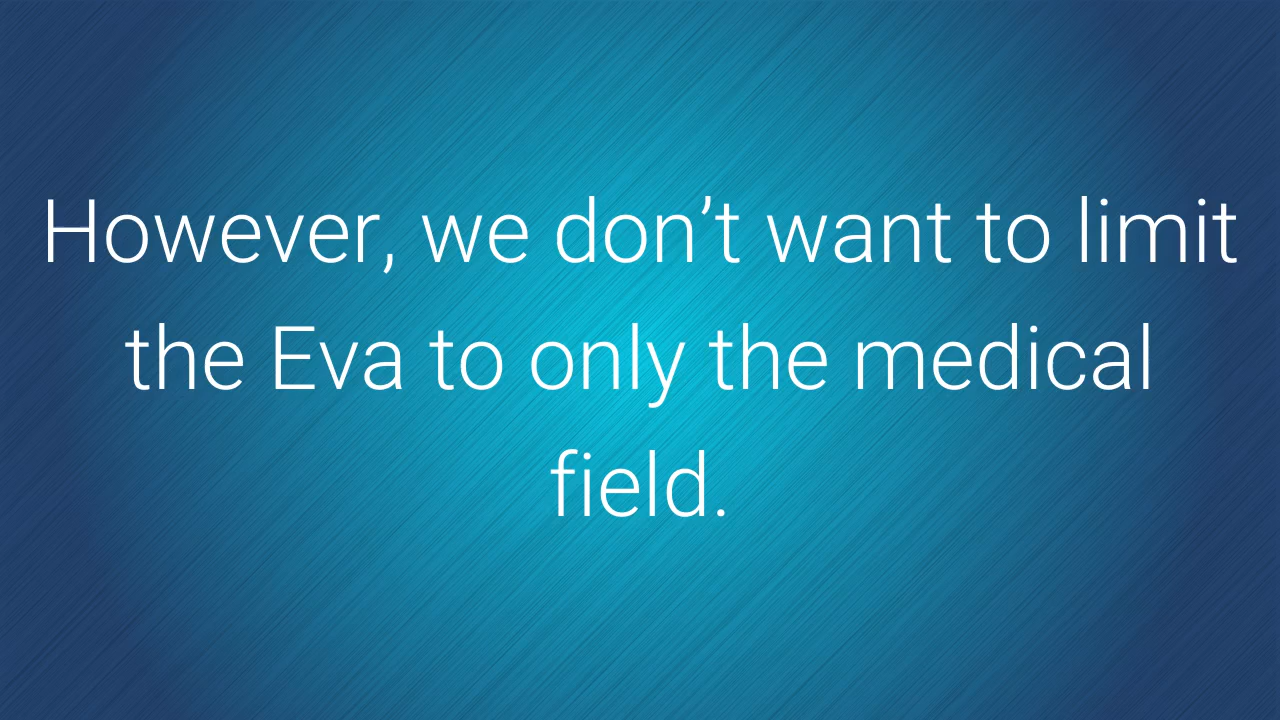 However, we don’t want to limit
the Eva to only the medical
field.